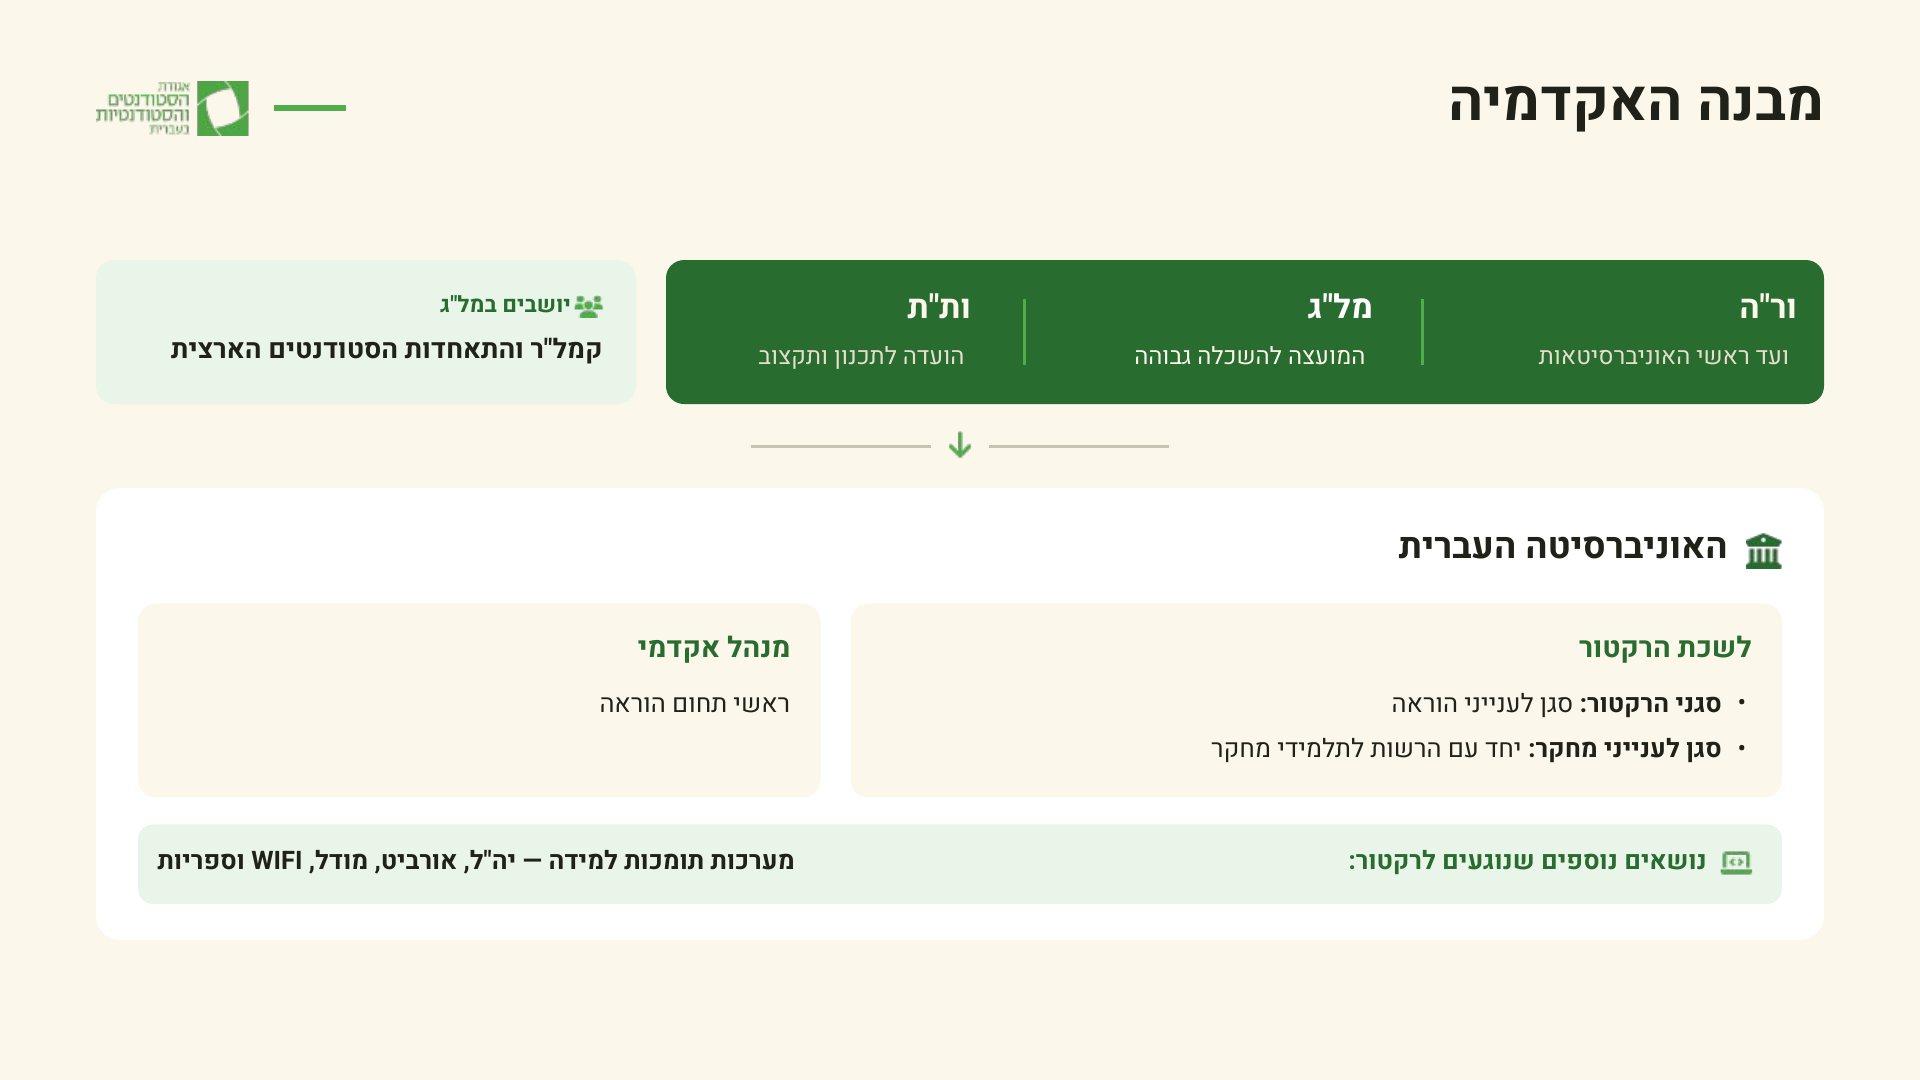 מבנה האקדמיה
אגודת
הסטודנטים
והסטודנטיות
בעברית
ור"ה
ועד ראשי האוניברסיטאות
מל"ג
המועצה להשכלה גבוהה
ות"ת
הועדה לתכנון ותקצוב
יושבים במל"ג
קמל"ר והתאחדות הסטודנטים הארצית
האוניברסיטה העברית
לשכת הרקטור
• סגני הרקטור: סגן לענייני הוראה
• סגן לענייני מחקר: יחד עם הרשות לתלמידי מחקר
מנהל אקדמי
ראשי תחום הוראה
נושאים נוספים שנוגעים לרקטור:
מערכות תומכות למידה — יה"ל, אורביט, מודל, WIFI וספריות